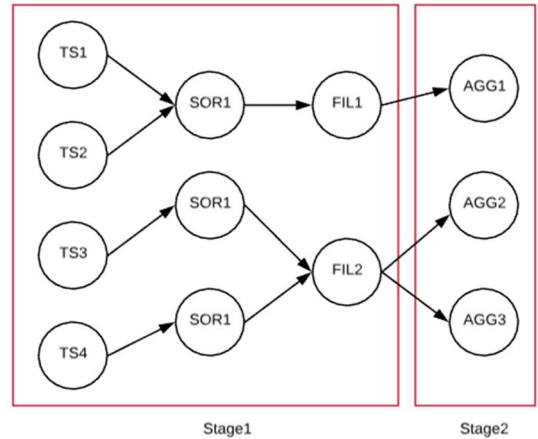 TS1
TS2
TS3
TS4
SOR1
SOR1
SOR1
FIL1
FIL2
AGG1
AGG2
AGG3
Stage1
Stage2